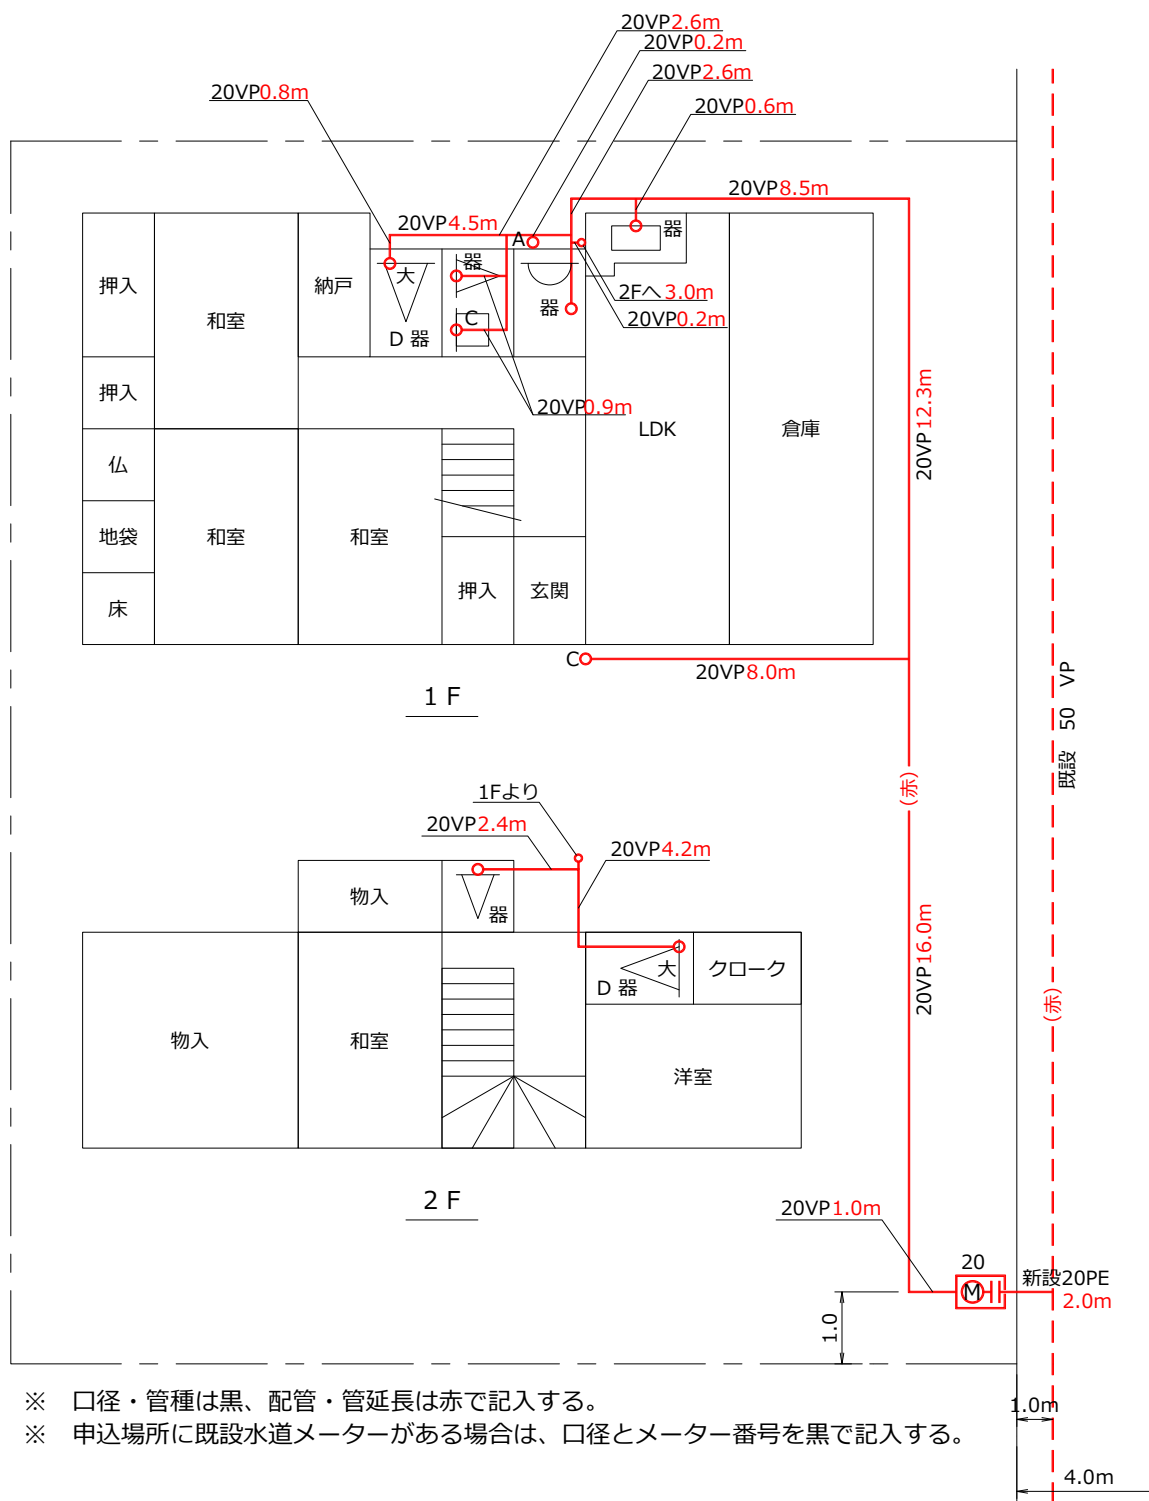 20VP2.6m
20VP0.2m
20VP2.6m
20VP0.8m
20VP0.6m
20VP8.5m
20VP4.5m
A
器
器
大
押入
納戸
2Fへ3.0m
和室
C
器
20VP0.2m
D 器
押入
20VP0.9m
LDK
倉庫
20VP12.3m
仏
地袋
和室
和室
押入
玄関
床
C
20VP8.0m
1 F
既設 50 VP
(赤)
1Fより
20VP2.4m
20VP4.2m
物入
器
20VP16.0m
大
クローク
D 器
(赤)
物入
和室
洋室
2 F
20VP1.0m
20
新設20PE
M
2.0m
1.0
※ 口径・管種は黒、配管・管延長は赤で記入する。
1.0m
※ 申込場所に既設水道メーターがある場合は、口径とメーター番号を黒で記入する。
4.0m